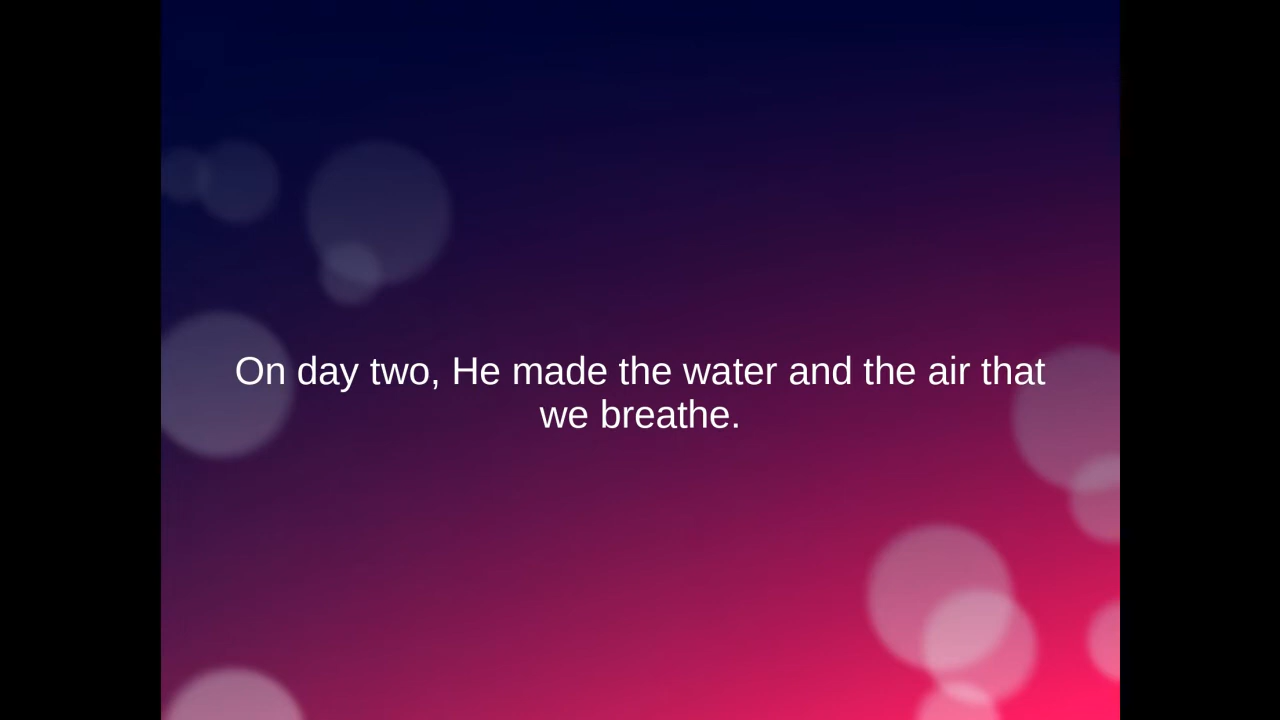 On day two, He made the water and the air that
we breathe.